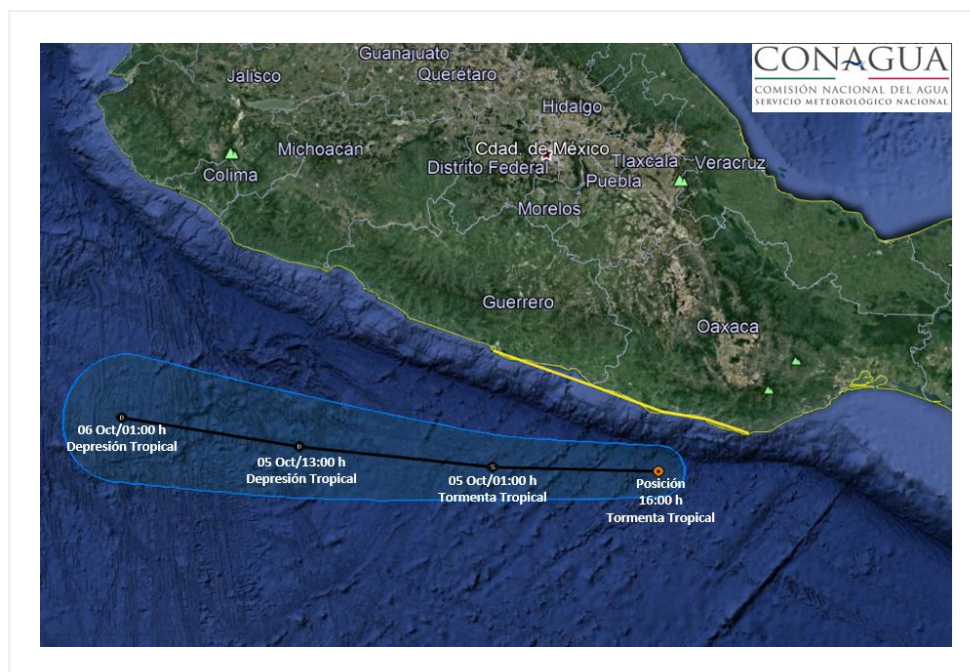 CONAGUA
COMISIÓN NACIONAL DEL AGUA
SERVICIO METEOROLÓGICO NACIONAL
Guanajuato
Jalisco
Querétaro
Hidalgo
Michoacán
Cdad. de México
Distrito Federal
Tlaxcala
Veracruz
Colima
Puebla
Morelos
Guerrero
Oaxaca
06 Oct/01:00 h
Depresión Tropical
05 Oct/13:00 h
Depresión Tropical
05 Oct/01:00 h
Tormenta Tropical
Posición
16:00 h
Tormenta Tropical